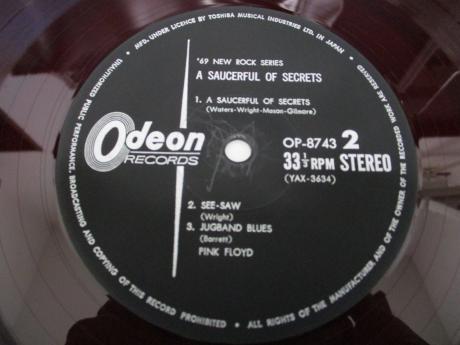 MFD. UNDER LICENCE BY TOSHIBA MUSICAL INDUSTRIES LTD. IN JAPAN
'69 NEW ROCK SERIES
A SAUCERFUL OF SECRETS
1. A SAUCERFUL OF SECRETS
(Waters-Wright-Mason-Gilmore)
Odeon
RECORDS
OP-8743 2
33 1/3 RPM STEREO
(YAX-3634)
2. SEE-SAW
(Wright)
3. JUGBAND BLUES
(Barrett)
PINK FLOYD
UNAUTHORIZED PUBLIC PERFORMANCE, BROADCASTING AND COPYING OF THIS RECORD PROHIBITED • ALL RIGHTS OF THE MANUFACTURER AND OF THE OWNER OF THE RECORDED WORK ARE RESERVED